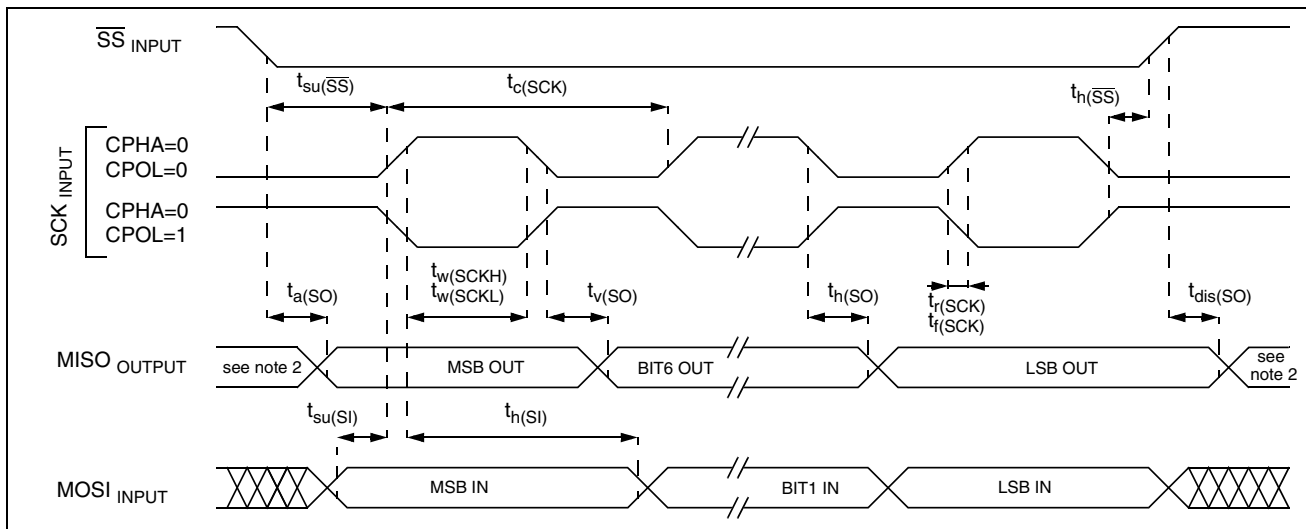 SS INPUT
tsu(SS)
tc(SCK)
th(SS)
SCK INPUT
CPHA=0
CPOL=0
CPHA=0
CPOL=1
ta(SO)
tw(SCKH)
tw(SCKL)
tv(SO)
th(SO)
tr(SCK)
tf(SCK)
tdis(SO)
MISO OUTPUT
see note 2
MSB OUT
BIT6 OUT
LSB OUT
see
note 2
tsu(SI)
th(SI)
MOSI INPUT
MSB IN
BIT1 IN
LSB IN